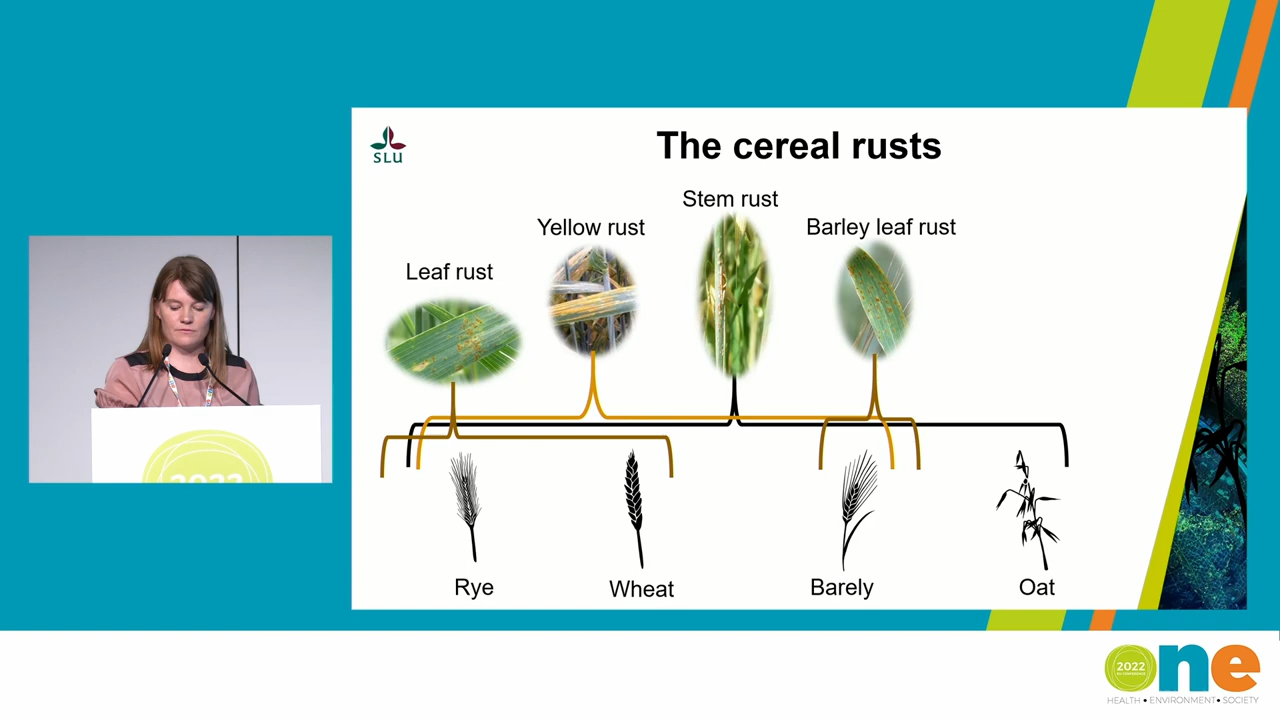 SLU
The cereal rusts
Stem rust
Yellow rust
Barley leaf rust
Leaf rust
Rye
Wheat
Barely
Oat
2022
2022
one
HEALTH • ENVIRONMENT • SOCIETY